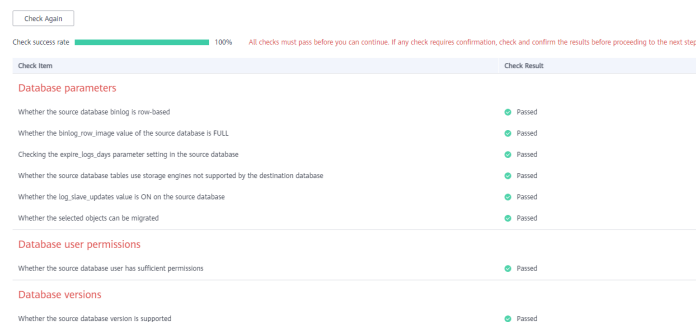 Check Again
Check success rate 100% All checks must pass before you can continue. If any check requires confirmation, check and confirm the results before proceeding to the next step
Check Item Check Result
Database parameters
Whether the source database binlog is row-based Passed
Whether the binlog_row_image value of the source database is FULL Passed
Checking the expire_logs_days parameter setting in the source database Passed
Whether the source database tables use storage engines not supported by the destination database Passed
Whether the log_slave_updates value is ON on the source database Passed
Whether the selected objects can be migrated Passed
Database user permissions
Whether the source database user has sufficient permissions Passed
Database versions
Whether the source database version is supported Passed